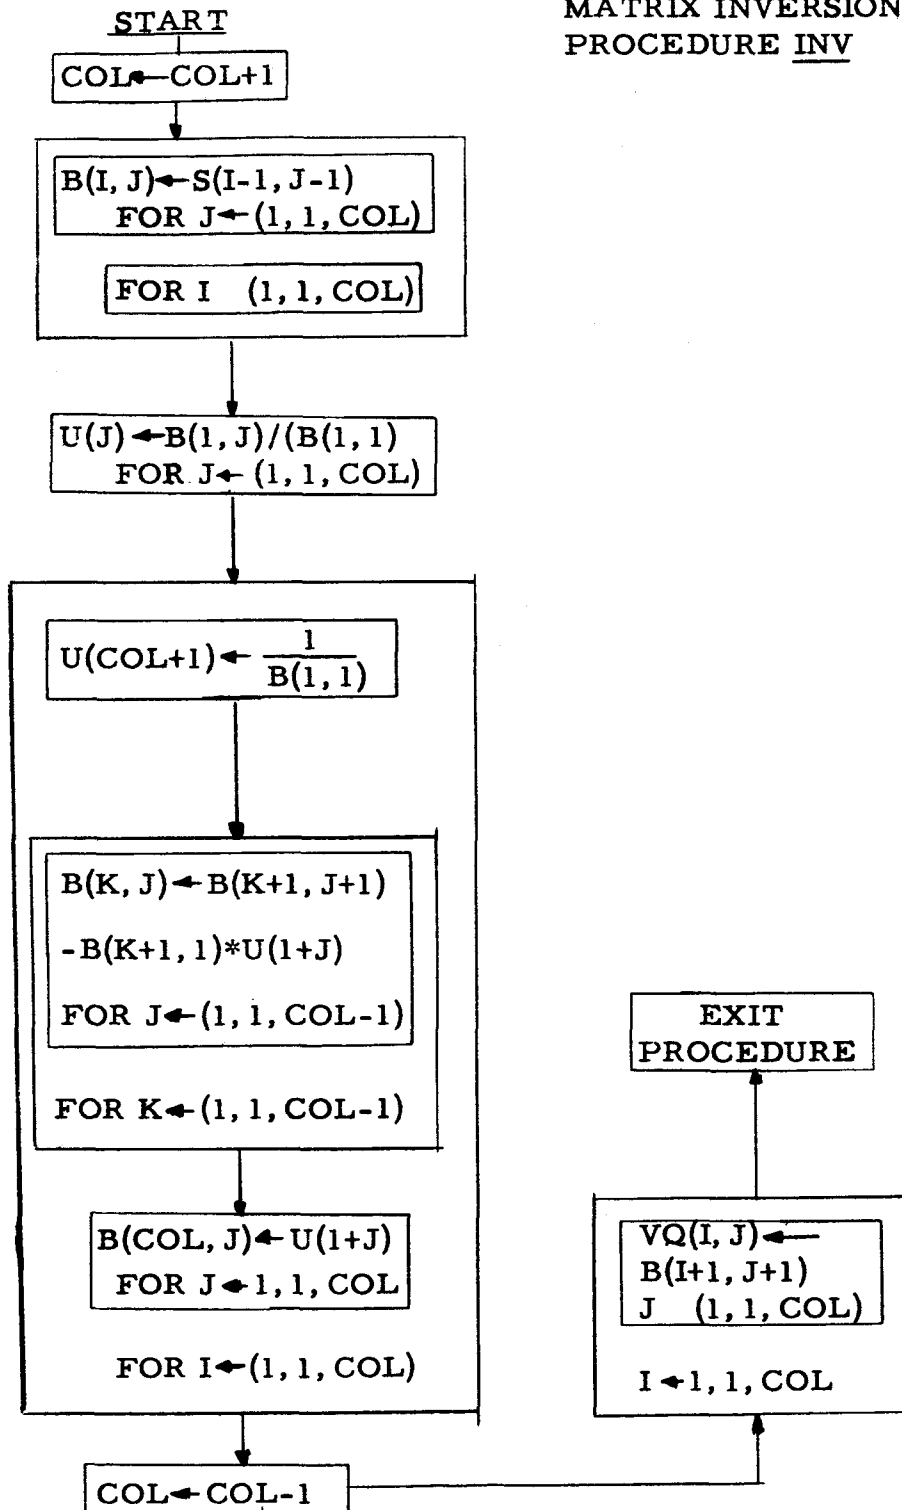 MATRIX INVERSION
PROCEDURE INV
START
COL←COL+1
B(I, J)←S(I-1, J-1)
FOR J←(1, 1, COL)
FOR I (1, 1, COL)
U(J)←B(1, J)/(B(1, 1)
FOR J←(1, 1, COL)
U(COL+1)← 1
B(1, 1)
B(K, J)←B(K+1, J+1)
-B(K+1, 1)*U(1+J)
FOR J←(1, 1, COL-1)
FOR K←(1, 1, COL-1)
B(COL, J)←U(1+J)
FOR J←1, 1, COL
FOR I←(1, 1, COL)
COL←COL-1
VQ(I, J)←
B(I+1, J+1)
J (1, 1, COL)
I←1, 1, COL
EXIT
PROCEDURE